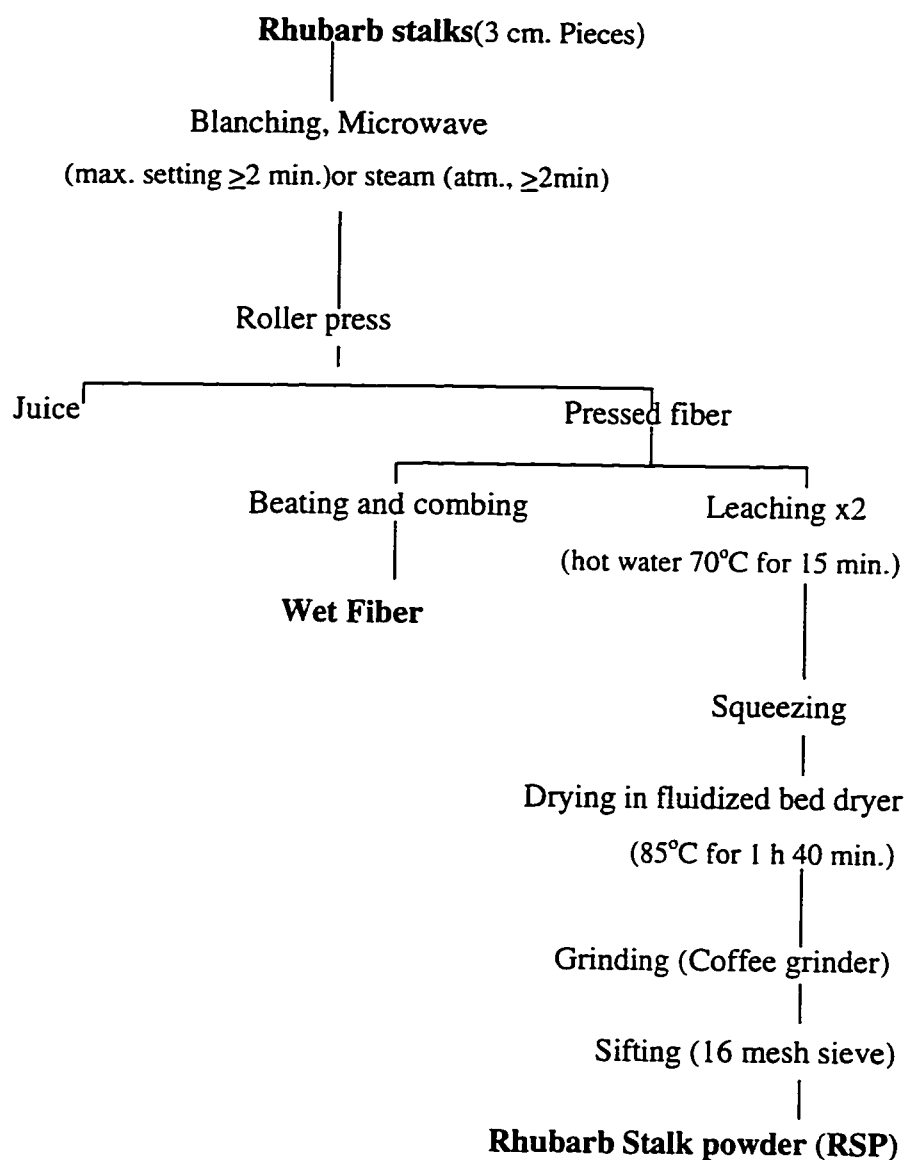 Rhubarb stalks(3 cm. Pieces)
Blanching, Microwave
(max. setting ≥2 min.)or steam (atm., ≥2min)
Roller press
Juice
Pressed fiber
Beating and combing
Leaching x2
(hot water 70°C for 15 min.)
Wet Fiber
Squeezing
Drying in fluidized bed dryer
(85°C for 1 h 40 min.)
Grinding (Coffee grinder)
Sifting (16 mesh sieve)
Rhubarb Stalk powder (RSP)